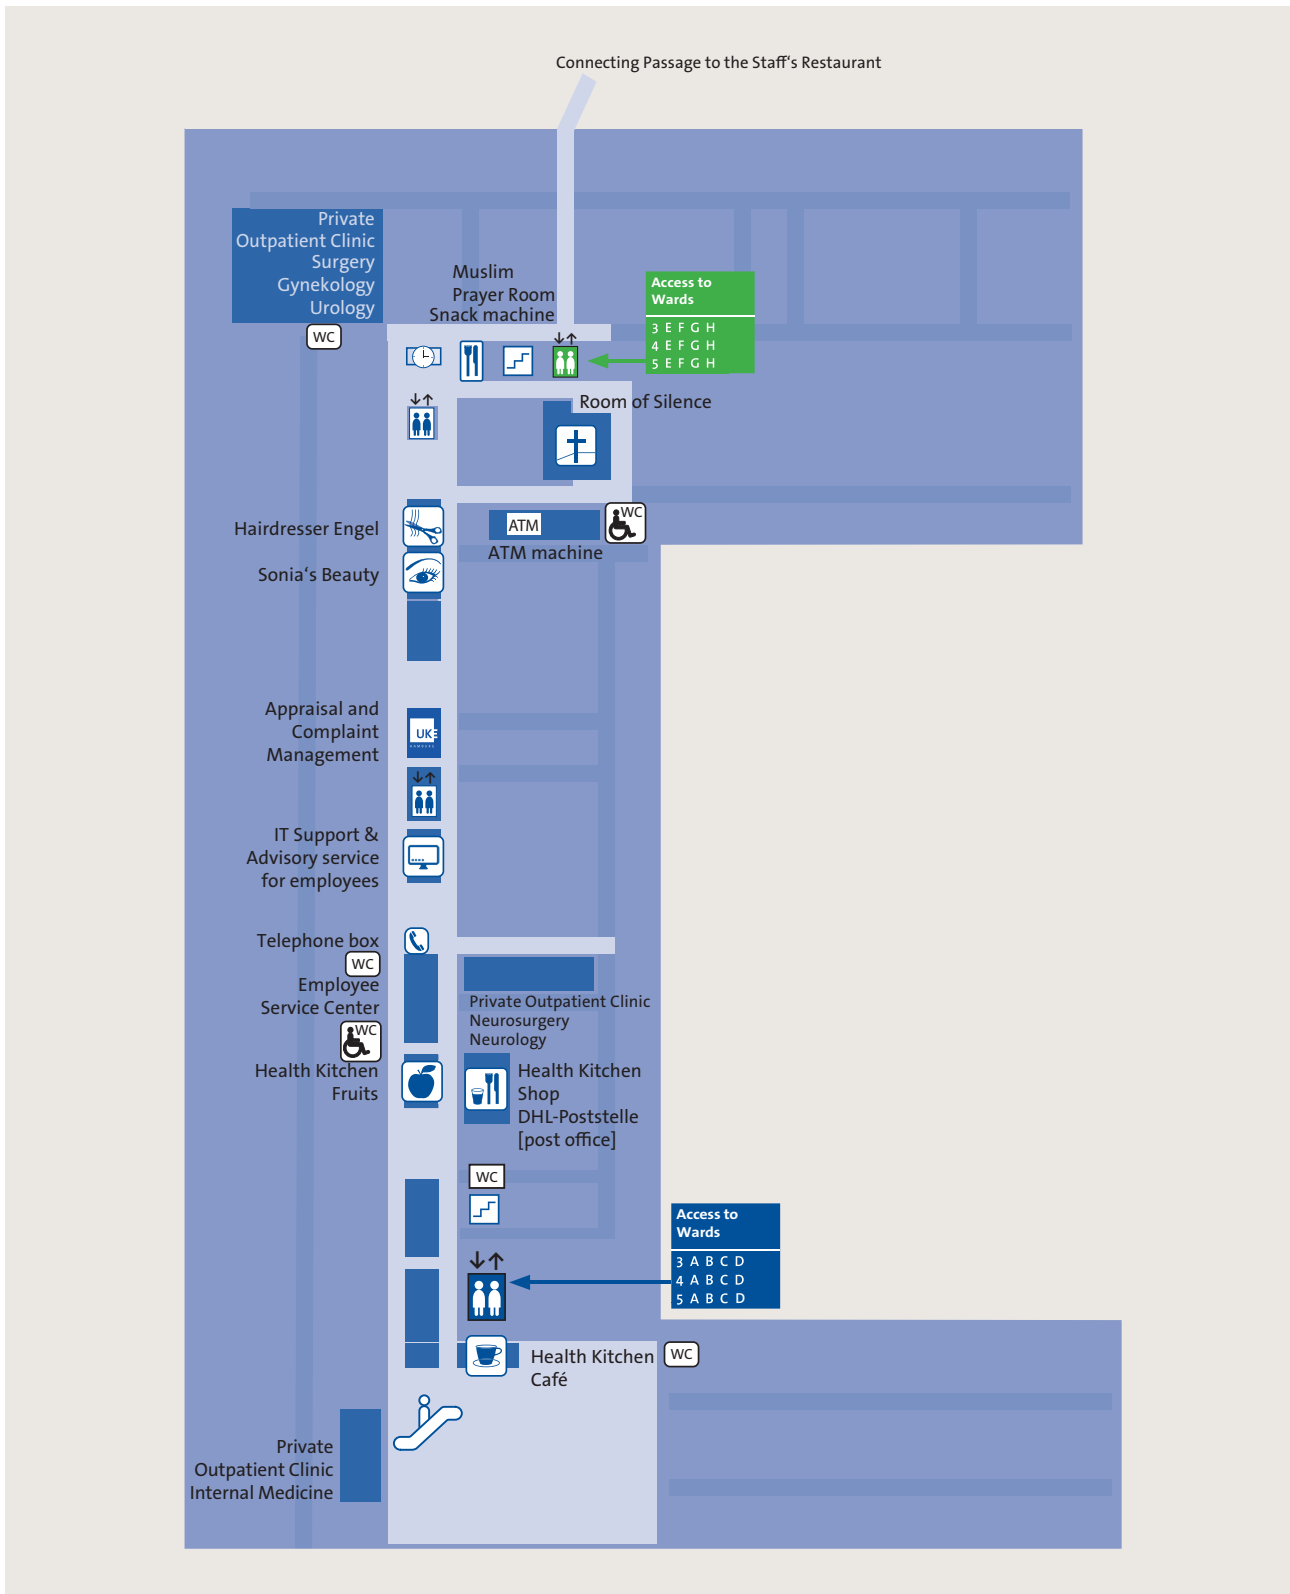 Connecting Passage to the Staff's Restaurant
Private
Outpatient Clinic
Surgery
Gynekology
Urology
WC
Muslim
Prayer Room
Snack machine
Access to
Wards
3 E F G H
4 E F G H
5 E F G H
Room of Silence
Hairdresser Engel
ATM
WC
ATM machine
Sonia‘s Beauty
Appraisal and
Complaint
Management
UKE
HAMBURG
IT Support &
Advisory service
for employees
Telephone box
WC
Employee
Service Center
WC
Private Outpatient Clinic
Neurosurgery
Neurology
Health Kitchen
Fruits
Health Kitchen
Shop
DHL-Poststelle
[post office]
WC
Access to
Wards
3 A B C D
4 A B C D
5 A B C D
Health Kitchen
Café
WC
Private
Outpatient Clinic
Internal Medicine